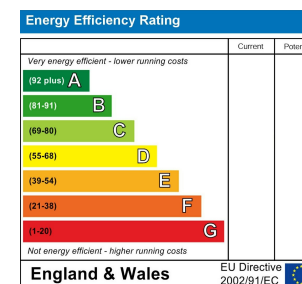 Energy Efficiency Rating
Current Poten
Very energy efficient - lower running costs
(92 plus) A
(81-91) B
(69-80) C
(55-68) D
(39-54) E
(21-38) F
(1-20) G
Not energy efficient - higher running costs
England & Wales
EU Directive
2002/91/EC